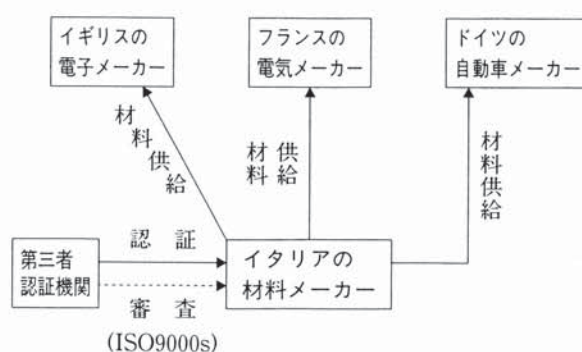 イギリスの
電子メーカー
フランスの
電気メーカー
ドイツの
自動車メーカー
材料供給
材料
供給
材料供給
第三者
認証機関
認証
審査
(ISO9000s)
イタリアの
材料メーカー